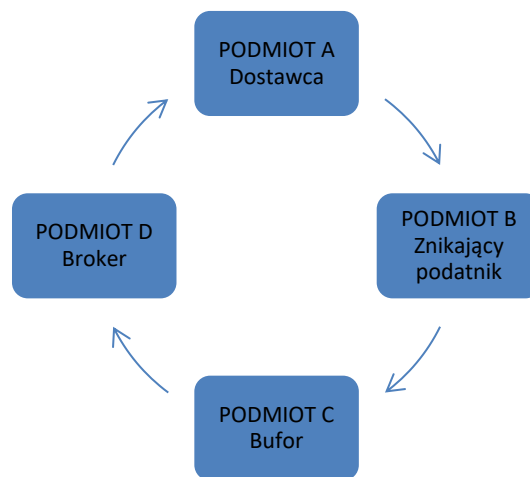 PODMIOT A
Dostawca
PODMIOT B
Znikający
podatnik
PODMIOT C
Bufor
PODMIOT D
Broker